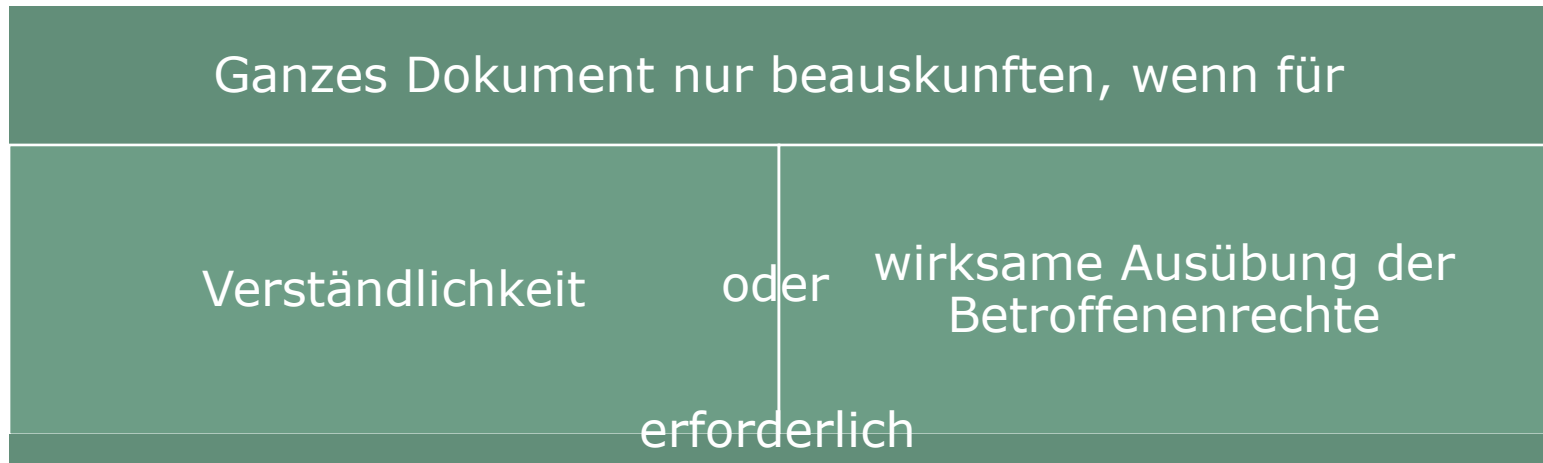 Ganzes Dokument nur beauskunften, wenn für
Verständlichkeit
oder
wirksame Ausübung der
Betroffenenrechte
erforderlich